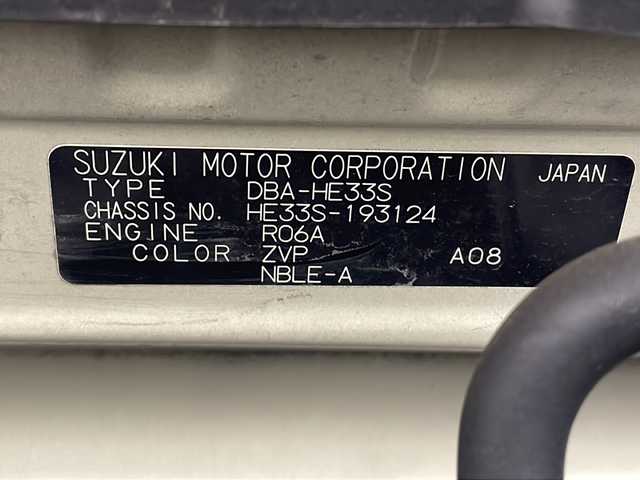 SUZUKI MOTOR CORPORATION JAPAN
TYPE DBA-HE33S
CHASSIS NO. HE33S-193124
ENGINE R06A
COLOR ZVP A08
NBLE-A